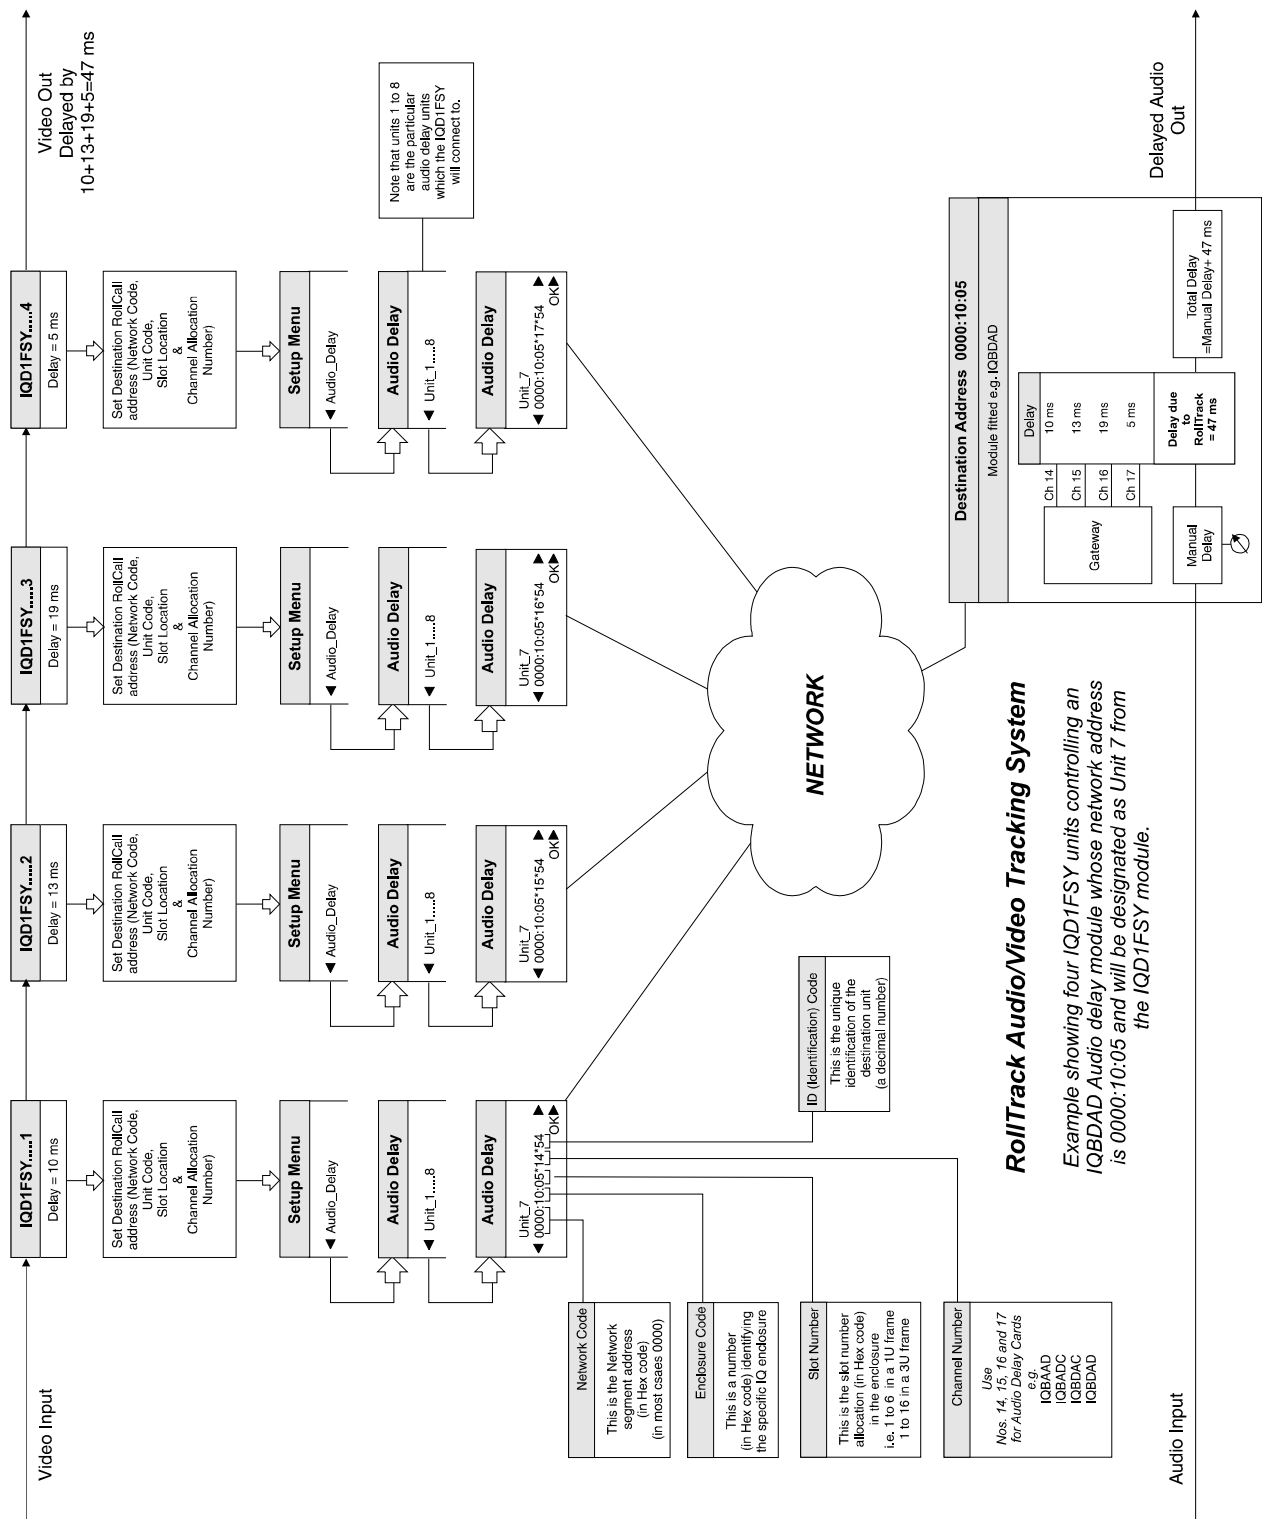 Video Input
Video Out
Delayed by
10+13+19+5=47 ms
IQD1FSY.....1
Delay = 10 ms
Set Destination RollCall
address (Network Code,
Unit Code,
Slot Location
&
Channel Allocation
Number)
Setup Menu
◀ Audio_Delay
Audio Delay
◀ Unit_1.....8
Audio Delay
Unit_7
◀ 0000:10:05*14*54 ▶
OK▶
IQD1FSY.....2
Delay = 13 ms
Set Destination RollCall
address (Network Code,
Unit Code,
Slot Location
&
Channel Allocation
Number)
Setup Menu
◀ Audio_Delay
Audio Delay
◀ Unit_1.....8
Audio Delay
Unit_7
◀ 0000:10:05*15*54 ▶
OK▶
IQD1FSY.....3
Delay = 19 ms
Set Destination RollCall
address (Network Code,
Unit Code,
Slot Location
&
Channel Allocation
Number)
Setup Menu
◀ Audio_Delay
Audio Delay
◀ Unit_1.....8
Audio Delay
Unit_7
◀ 0000:10:05*16*54 ▶
OK▶
IQD1FSY.....4
Delay = 5 ms
Set Destination RollCall
address (Network Code,
Unit Code,
Slot Location
&
Channel Allocation
Number)
Setup Menu
◀ Audio_Delay
Audio Delay
◀ Unit_1.....8
Audio Delay
Unit_7
◀ 0000:10:05*17*54 ▶
OK▶
Note that units 1 to 8
are the particular
audio delay units
which the IQD1FSY
will connect to.
Network Code
This is the Network
segment address
(in Hex code)
(in most csaes 0000)
Enclosure Code
This is a number
(in Hex code) identifying
the specific IQ enclosure
Slot Number
This is the slot number
allocation (in Hex code)
in the enclosure
i.e. 1 to 6 in a 1U frame
1 to 16 in a 3U frame
Channel Number
Use
Nos. 14, 15, 16 and 17
for Audio Delay Cards
e.g.
IQBAAD
IQBADC
IQBDAC
IQBDAD
ID (Identification) Code
This is the unique
identification of the
destination unit
(a decimal number)
NETWORK
RollTrack Audio/Video Tracking System
Example showing four IQD1FSY units controlling an
IQBDAD Audio delay module whose network address
is 0000:10:05 and will be designated as Unit 7 from
the IQD1FSY module.
Destination Address 0000:10:05
Module fitted e.g. IQBDAD
Gateway
Ch 14
Ch 15
Ch 16
Ch 17
Delay
10 ms
13 ms
19 ms
5 ms
Manual
Delay
Delay due
to
RollTrack
= 47 ms
Total Delay
=Manual Delay+ 47 ms
Audio Input
Delayed Audio
Out